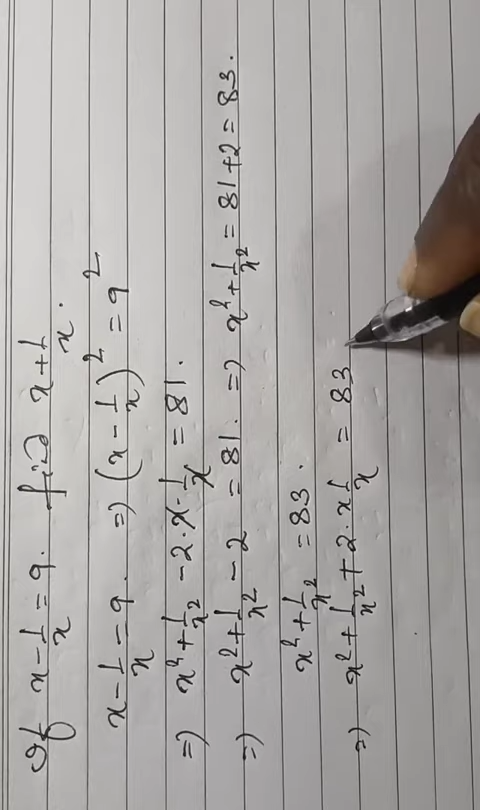 If x - 1/x = 9. find x + 1/x.
x - 1/x = 9. ⇒ (x - 1/x)² = 9²
⇒ x² + 1/x² - 2·x·1/x = 81.
⇒ x² + 1/x² - 2 = 81. ⇒ x² + 1/x² = 81 + 2 = 83.
x² + 1/x² = 83.
⇒ x² + 1/x² + 2·x 1/x = 83